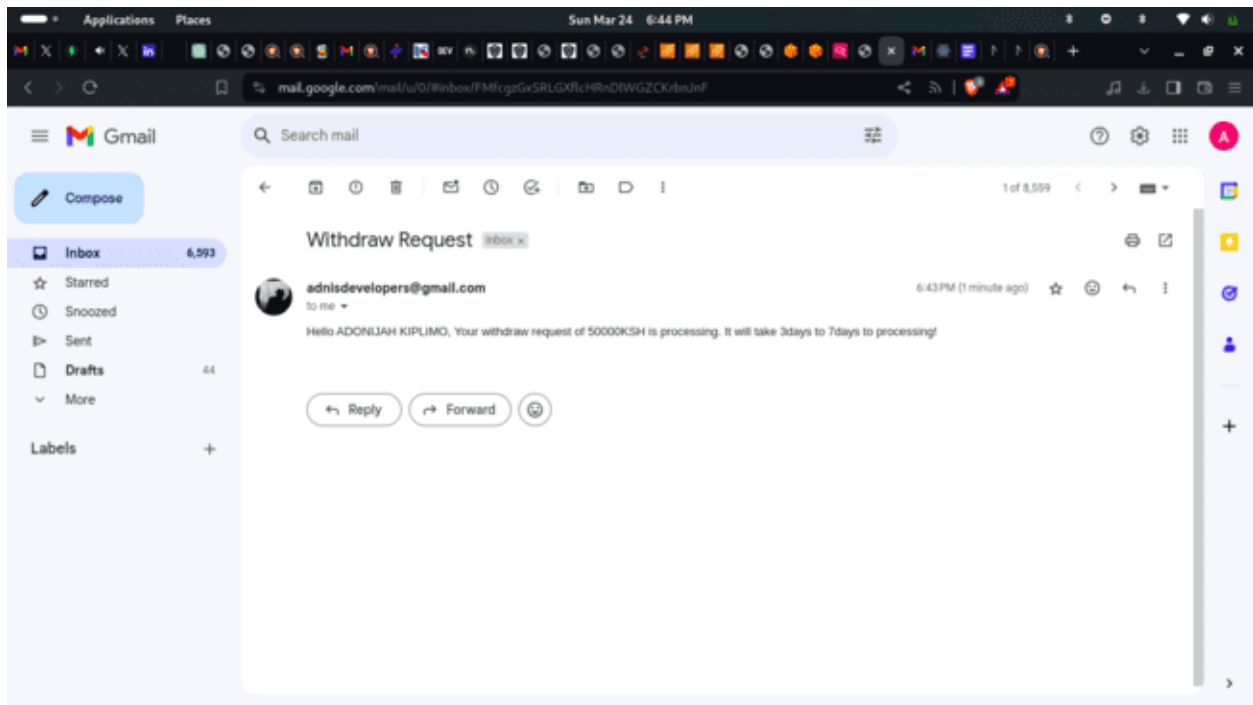 Applications Places
Sun Mar 24 6:44 PM
mail.google.com/mail/u/0/#inbox/
Gmail
Search mail
Compose
1 of 8,559
Withdraw Request
Inbox x
Inbox 6,593
adnisdevelopers@gmail.com
6:43 PM (1 minute ago)
to me
Starred
Snoozed
Hello ADONIJAH KIPLIMO, Your withdraw request of 50000KSH is processing. It will take 3days to 7days to processing!
Sent
Drafts 44
More
Reply
Forward
Labels
A